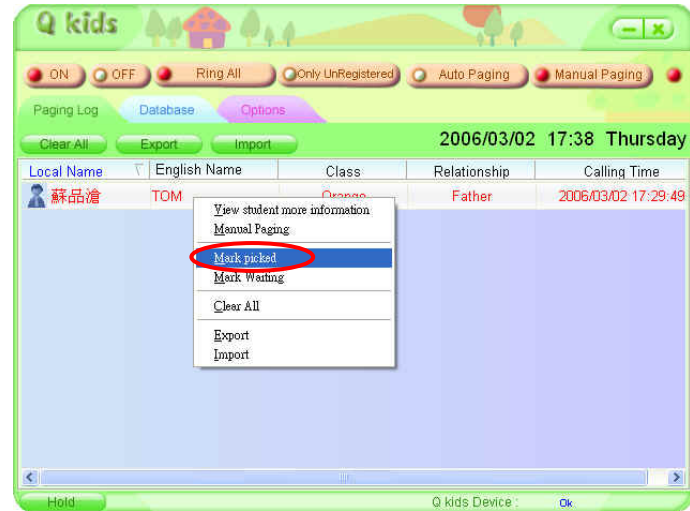 Q kids
ON OFF Ring All Only UnRegistered Auto Paging Manual Paging
Paging Log Database Options
Clear All Export Import 2006/03/02 17:38 Thursday
Local Name English Name Class Relationship Calling Time
蘇品滄 TOM Orange Father 2006/03/02 17:29:49
View student more information
Manual Paging
Mark picked
Mark Waiting
Clear All
Export
Import
Hold Q kids Device : Ok